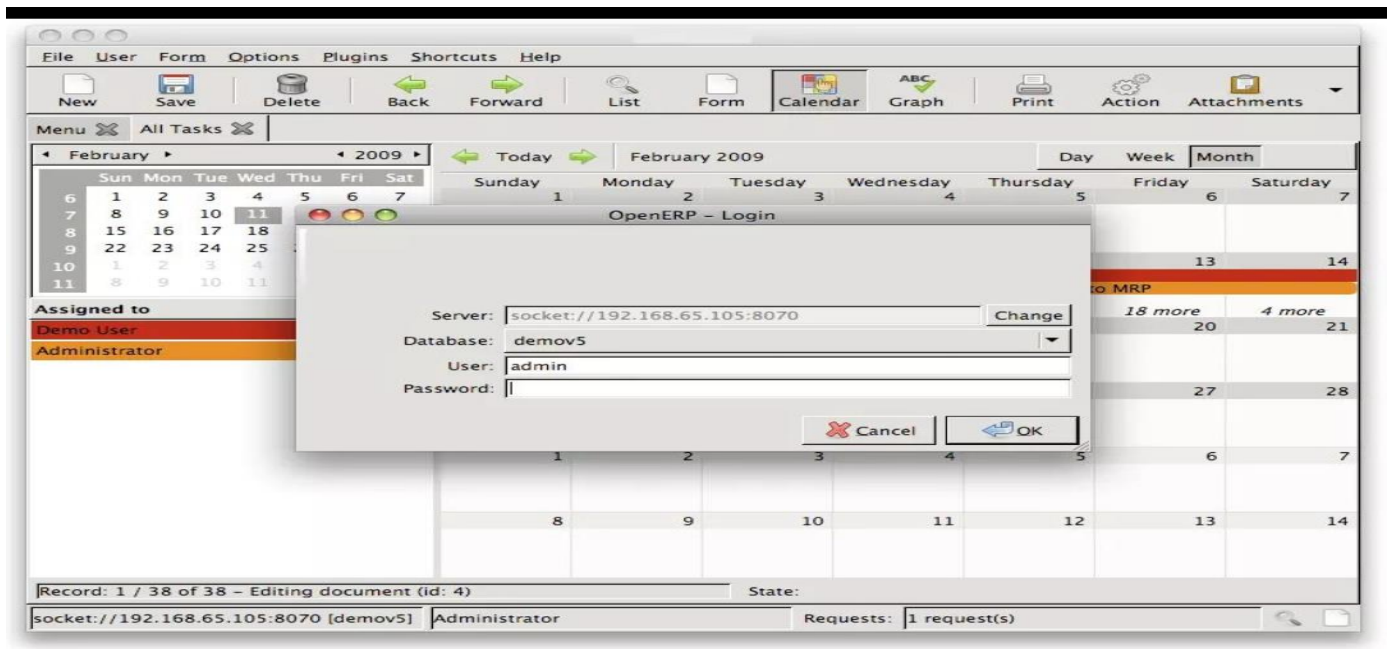 File User Form Options Plugins Shortcuts Help
New Save Delete Back Forward List Form Calendar Graph Print Action Attachments
ABC
Menu All Tasks
February 2009
Today February 2009 Day Week Month
Sun Mon Tue Wed Thu Fri Sat
6 1 2 3 4 5 6 7
7 8 9 10 11
8 15 16 17 18
9 22 23 24 25
10 1 2 3 4
11 8 9 10 11
Assigned to
Demo User
Administrator
Sunday Monday Tuesday Wednesday Thursday Friday Saturday
1 2 3 4 5 6 7
13 14
to MRP
18 more 4 more
20 21
27 28
1 2 3 4 5 6 7
8 9 10 11 12 13 14
OpenERP – Login
Server: socket://192.168.65.105:8070 Change
Database: demov5
User: admin
Password:
Cancel OK
Record: 1 / 38 of 38 – Editing document (id: 4) State:
socket://192.168.65.105:8070 [demov5] Administrator Requests: 1 request(s)